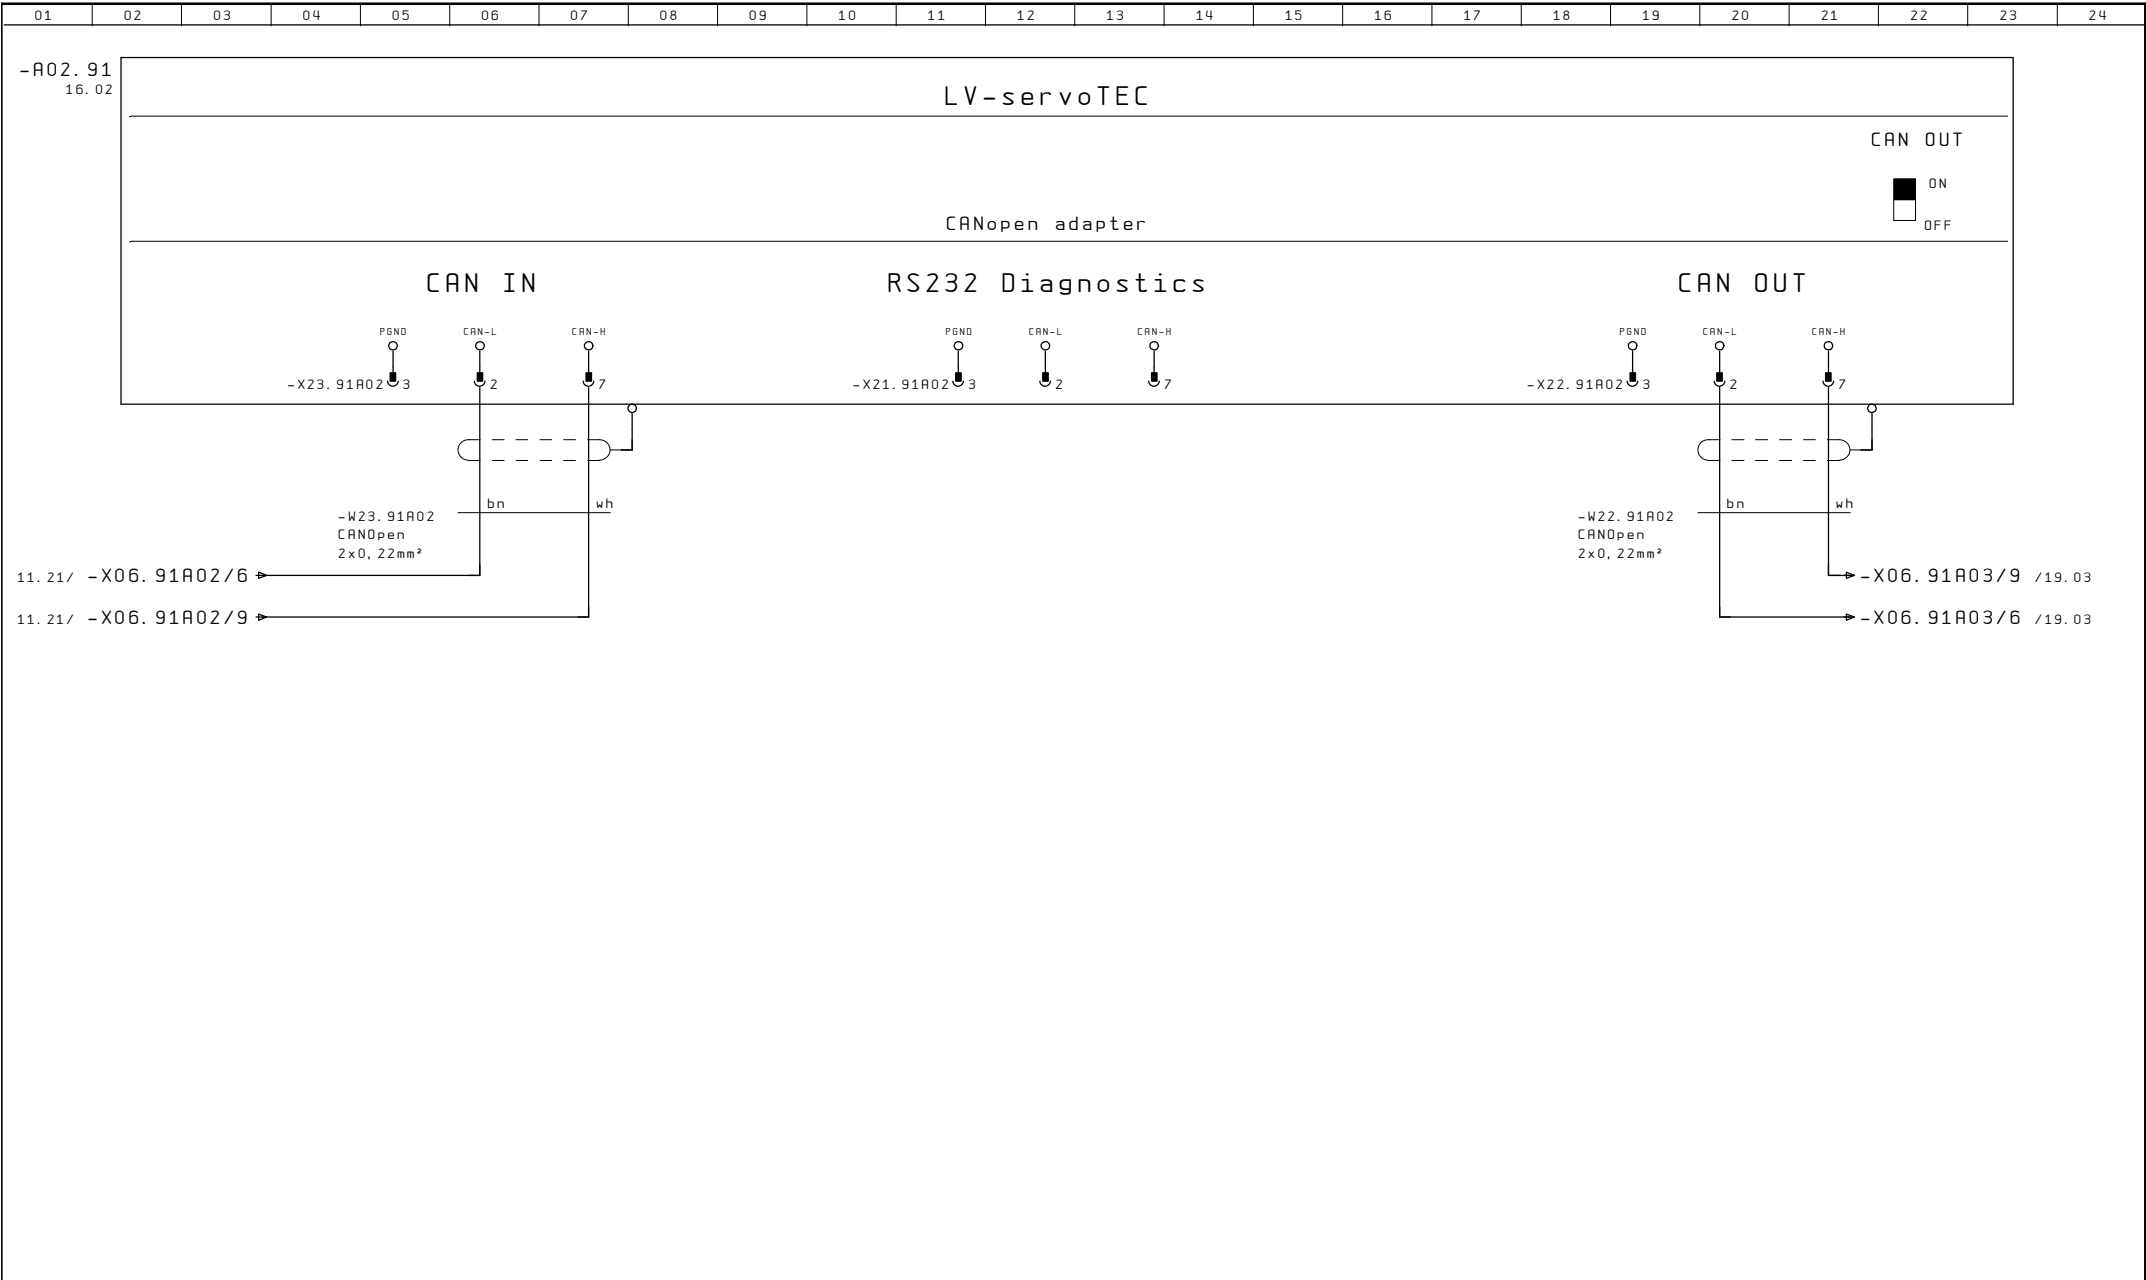 01 02 03 04 05 06 07 08 09 10 11 12 13 14 15 16 17 18 19 20 21 22 23 24
-A02.91
16.02
LV-servoTEC
CAN OUT
ON
OFF
CANopen adapter
CAN IN RS232 Diagnostics CAN OUT
PGND CAN-L CAN-H PGND CAN-L CAN-H PGND CAN-L CAN-H
-X23.91A02 3 2 7 -X21.91A02 3 2 7 -X22.91A02 3 2 7
bn wh bn wh
-W23.91A02 -W22.91A02
CANOpen CANOpen
2x0,22mm² 2x0,22mm²
11.21/ -X06.91A02/6 -X06.91A03/9 /19.03
11.21/ -X06.91A02/9 -X06.91A03/6 /19.03